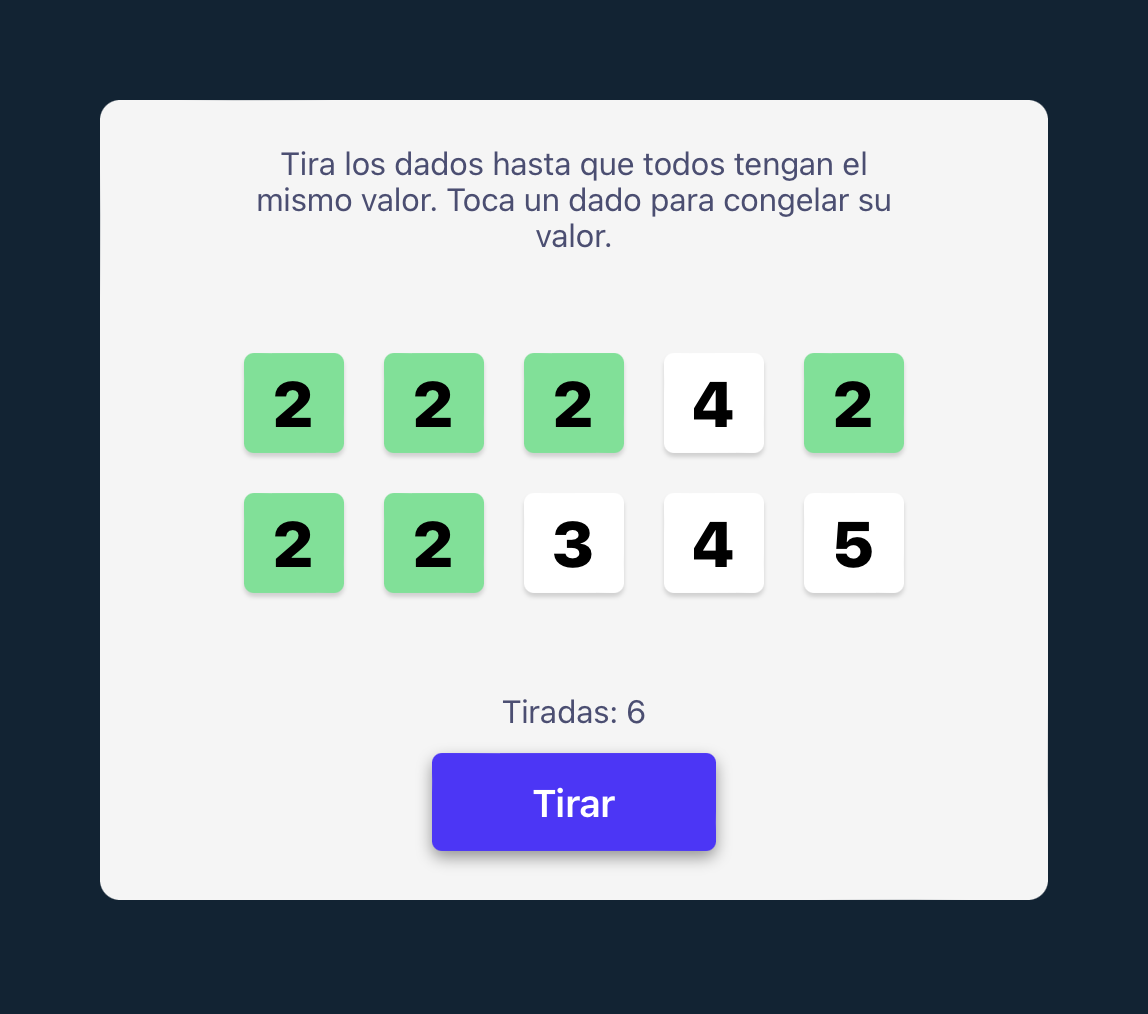 Tira los dados hasta que todos tengan el
mismo valor. Toca un dado para congelar su
valor.
2 2 2 4 2
2 2 3 4 5
Tiradas: 6
Tirar